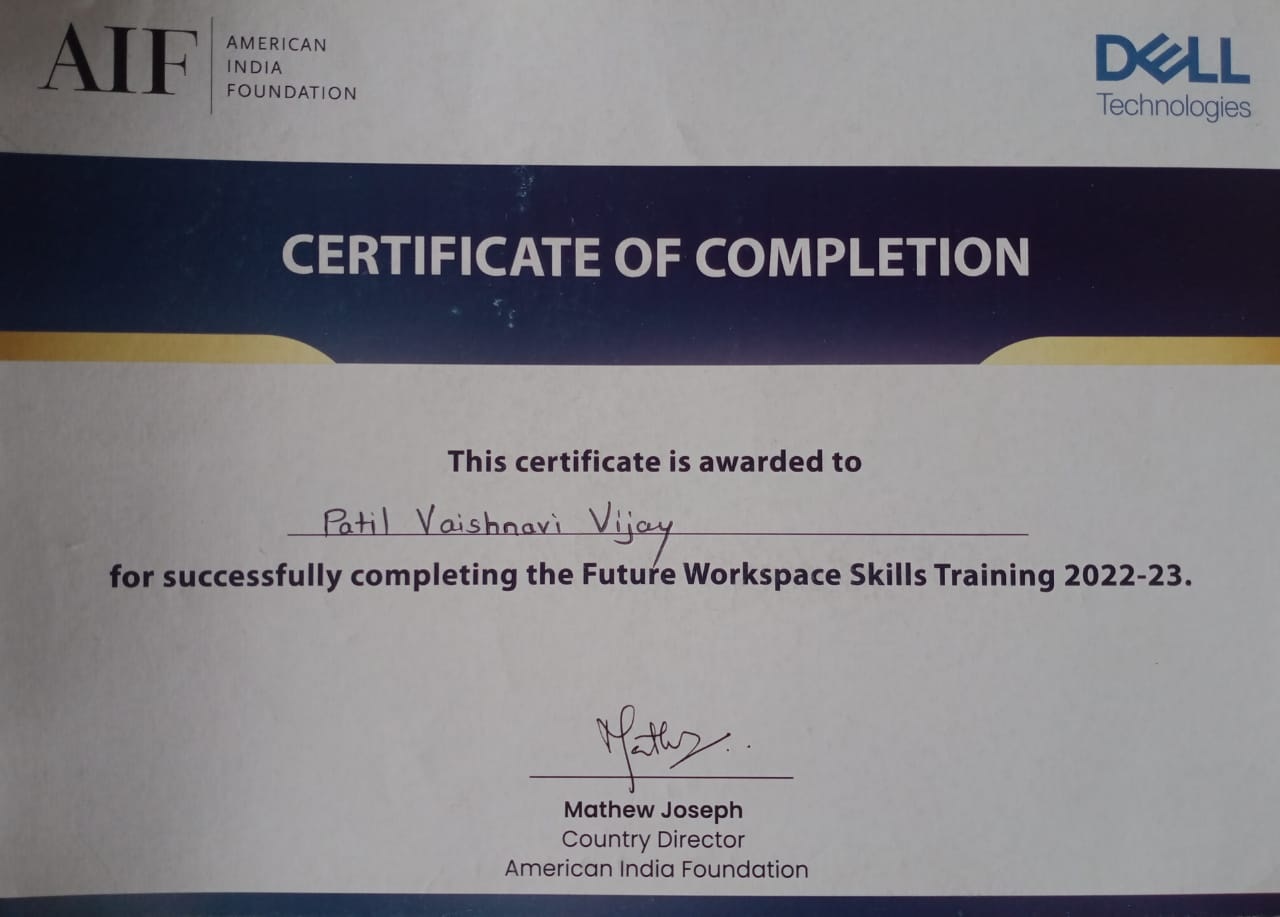 AIF
AMERICAN
INDIA
FOUNDATION
DELL
Technologies
CERTIFICATE OF COMPLETION
This certificate is awarded to
Patil Vaishnavi Vijay
for successfully completing the Future Workspace Skills Training 2022-23.
Mathew
Mathew Joseph
Country Director
American India Foundation